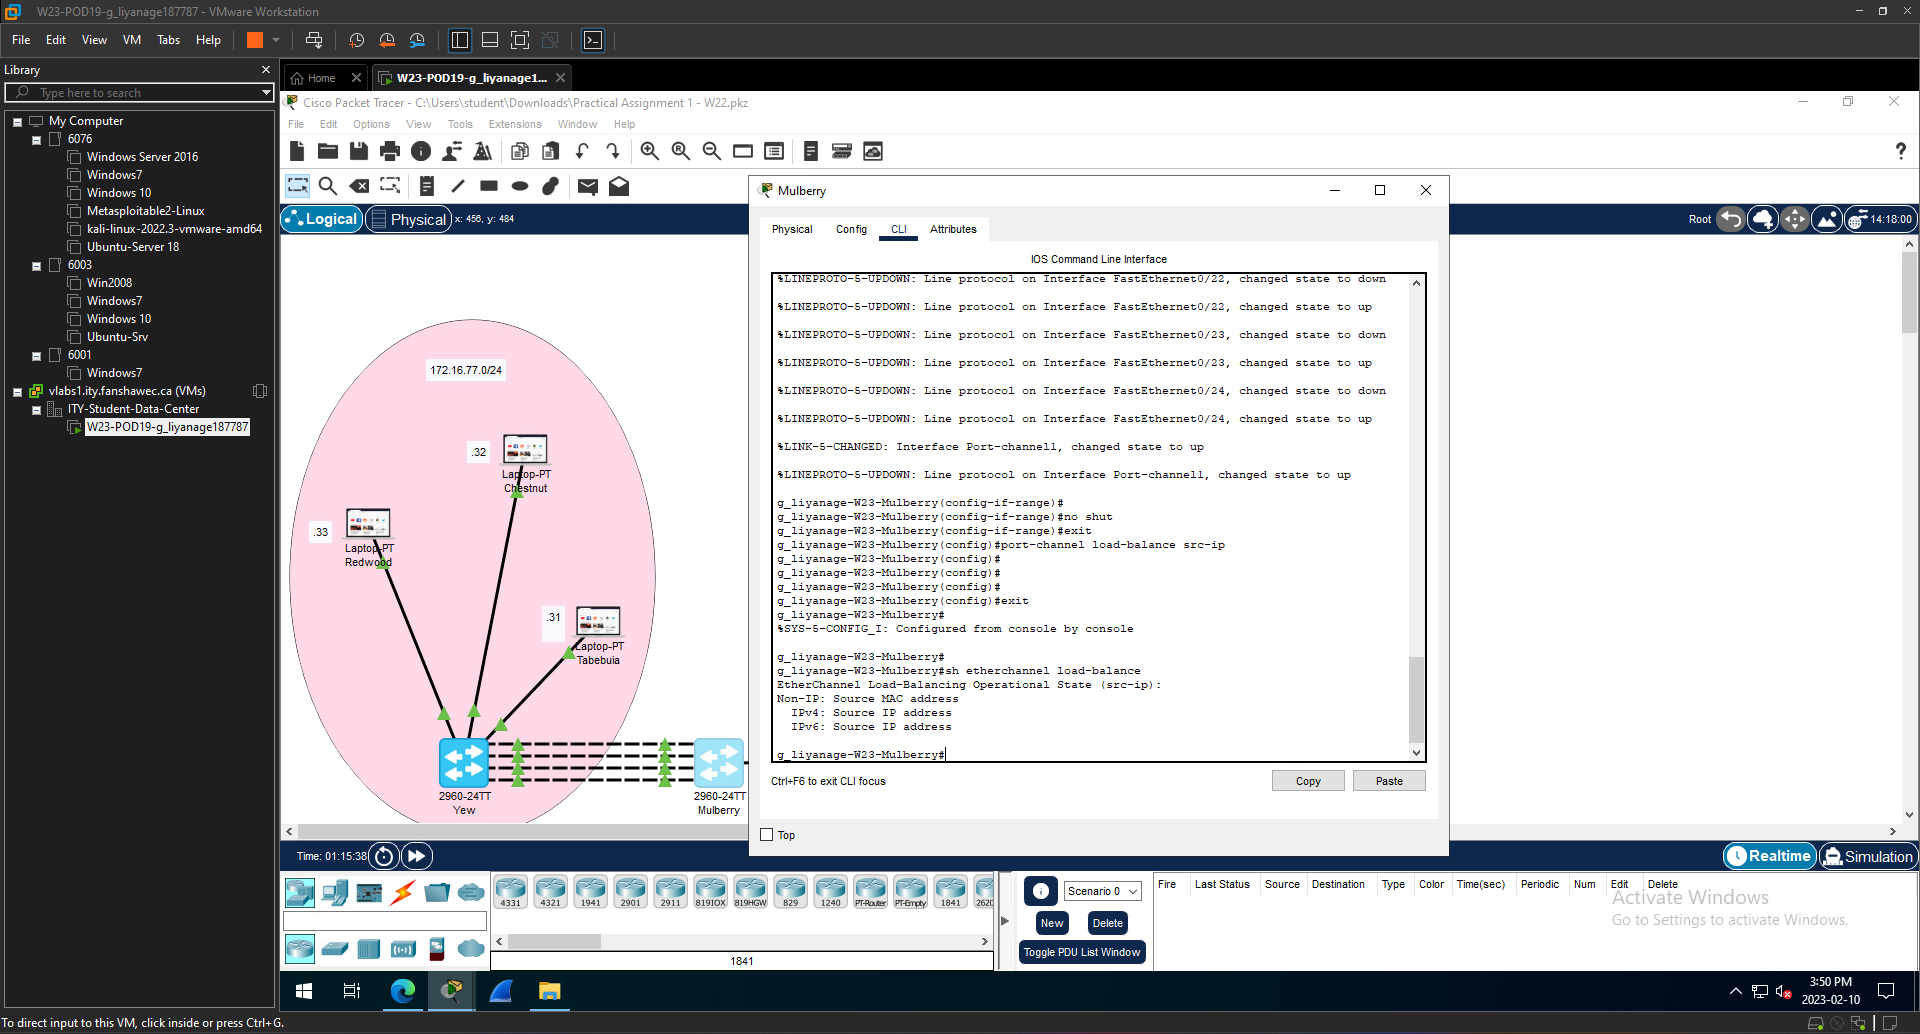 W23-POD19-g_liyanage187787 - VMware Workstation
File Edit View VM Tabs Help
Library
Type here to search
My Computer
6076
Windows Server 2016
Windows7
Windows 10
Metasploitable2-Linux
kali-linux-2022.3-vmware-amd64
Ubuntu-Server 18
6003
Win2008
Windows7
Windows 10
Ubuntu-Srv
6001
Windows7
vlabs1.ity.fanshawec.ca (VMs)
ITY-Student-Data-Center
W23-POD19-g_liyanage187787
Home
W23-POD19-g_liyanage1...
Cisco Packet Tracer - C:\Users\student\Downloads\Practical Assignment 1 - W22.pkz
File Edit Options View Tools Extensions Window Help
Logical
Physical
x: 456, y: 484
Root
14:18:00
172.16.77.0/24
.32
Laptop-PT
Chestnut
.33
Laptop-PT
Redwood
.31
Laptop-PT
Tabebuia
2960-24TT
Yew
2960-24TT
Mulberry
Mulberry
Physical Config CLI Attributes
IOS Command Line Interface
%LINEPROTO-5-UPDOWN: Line protocol on Interface FastEthernet0/22, changed state to down
%LINEPROTO-5-UPDOWN: Line protocol on Interface FastEthernet0/22, changed state to up
%LINEPROTO-5-UPDOWN: Line protocol on Interface FastEthernet0/23, changed state to down
%LINEPROTO-5-UPDOWN: Line protocol on Interface FastEthernet0/23, changed state to up
%LINEPROTO-5-UPDOWN: Line protocol on Interface FastEthernet0/24, changed state to down
%LINEPROTO-5-UPDOWN: Line protocol on Interface FastEthernet0/24, changed state to up
%LINK-5-CHANGED: Interface Port-channel1, changed state to up
%LINEPROTO-5-UPDOWN: Line protocol on Interface Port-channel1, changed state to up
g_liyanage-W23-Mulberry(config-if-range)#
g_liyanage-W23-Mulberry(config-if-range)#no shut
g_liyanage-W23-Mulberry(config-if-range)#exit
g_liyanage-W23-Mulberry(config)#port-channel load-balance src-ip
g_liyanage-W23-Mulberry(config)#
g_liyanage-W23-Mulberry(config)#
g_liyanage-W23-Mulberry(config)#
g_liyanage-W23-Mulberry(config)#exit
g_liyanage-W23-Mulberry#
%SYS-5-CONFIG_I: Configured from console by console
g_liyanage-W23-Mulberry#
g_liyanage-W23-Mulberry#sh etherchannel load-balance
EtherChannel Load-Balancing Operational State (src-ip):
Non-IP: Source MAC address
IPv4: Source IP address
IPv6: Source IP address
g_liyanage-W23-Mulberry#
Ctrl+F6 to exit CLI focus
Copy
Paste
Top
Time: 01:15:38
Realtime
Simulation
4331 4321 1941 2901 2911 819IOX 819HGW 829 1240 PT-Router PT-Empty 1841 2620
1841
Scenario 0
New
Delete
Toggle PDU List Window
Fire Last Status Source Destination Type Color Time(sec) Periodic Num Edit Delete
Activate Windows
Go to Settings to activate Windows.
3:50 PM
2023-02-10
To direct input to this VM, click inside or press Ctrl+G.